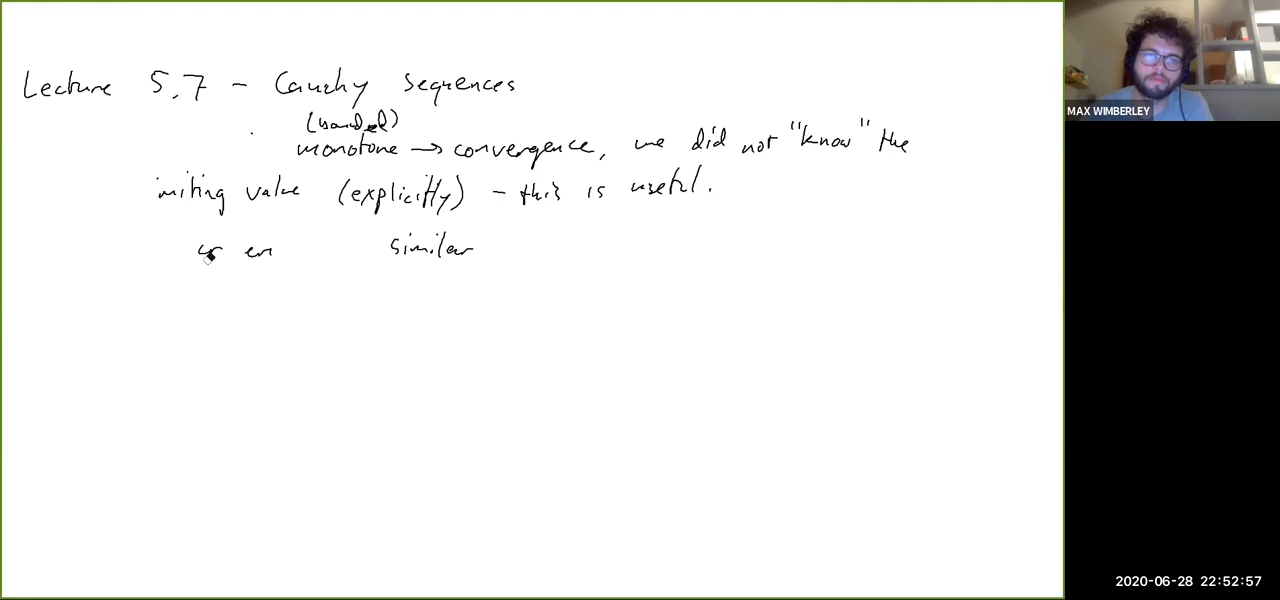 Lecture 5.7 - Cauchy Sequences
(bounded)
monotone → convergence, we did not "know" the
miting value (explicitly) - this is useful.
similar
MAX WIMBERLEY
2020-06-28 22:52:57